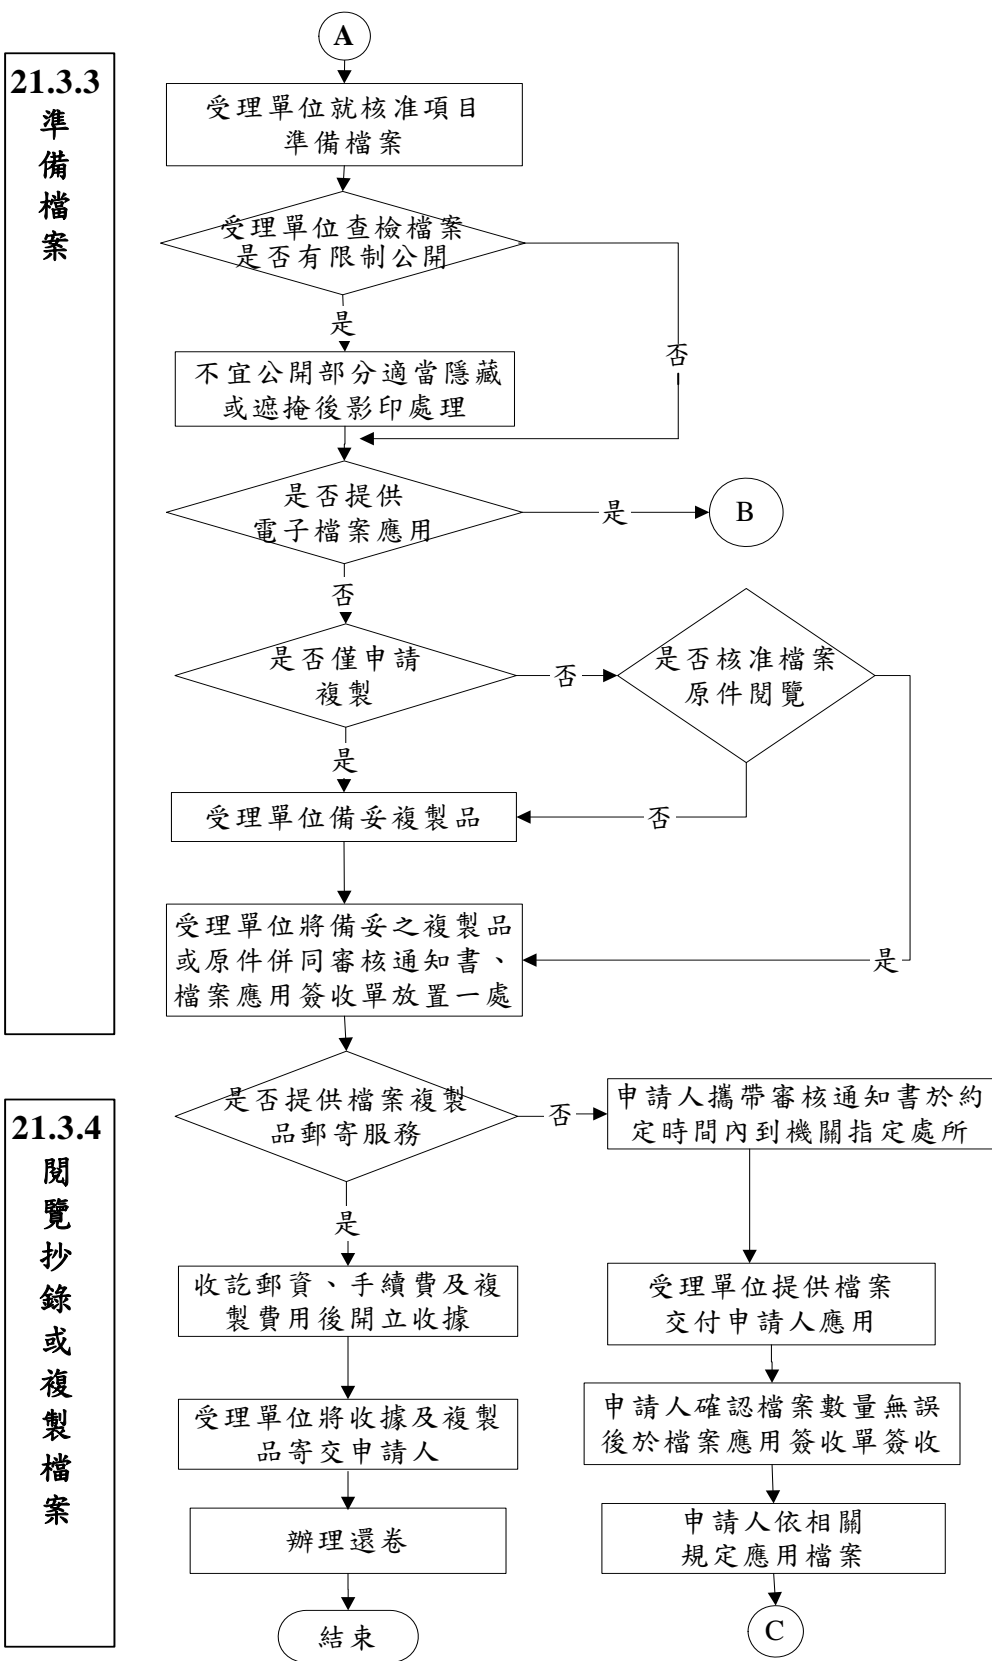 A
21.3.3
準
備
檔
案
受理單位就核准項目
準備檔案
受理單位查檢檔案
是否有限制公開
是
否
不宜公開部分適當隱藏
或遮掩後影印處理
是否提供
電子檔案應用
是
B
否
是否僅申請
複製
否
是否核准檔案
原件閱覽
是
受理單位備妥複製品
否
受理單位將備妥之複製品
或原件併同審核通知書、
檔案應用簽收單放置一處
是
21.3.4
閱
覽
抄
錄
或
複
製
檔
案
是否提供檔案複製
品郵寄服務
否
申請人攜帶審核通知書於約
定時間內到機關指定處所
是
收訖郵資、手續費及複
製費用後開立收據
受理單位提供檔案
交付申請人應用
受理單位將收據及複製
品寄交申請人
申請人確認檔案數量無誤
後於檔案應用簽收單簽收
辦理還卷
申請人依相關
規定應用檔案
結束
C